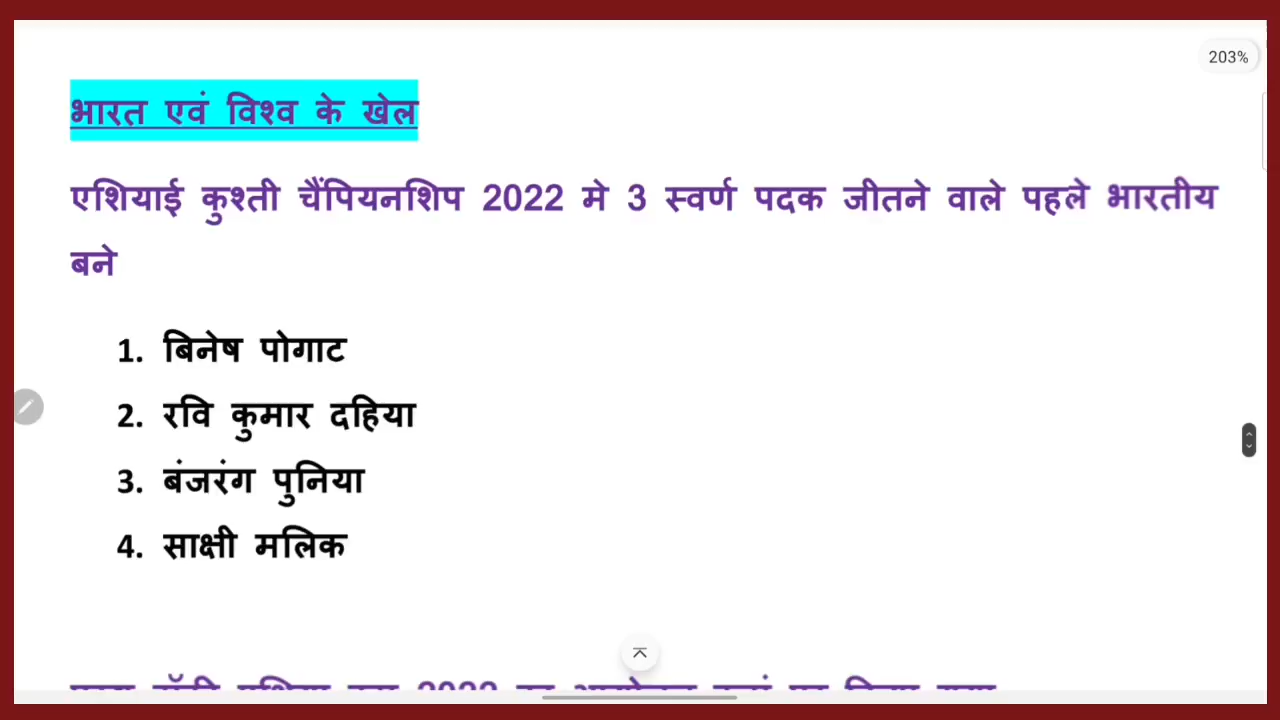 203%
भारत एवं विश्व के खेल
एशियाई कुश्ती चैंपियनशिप 2022 मे 3 स्वर्ण पदक जीतने वाले पहले भारतीय
बने
1. बिनेष पोगाट
2. रवि कुमार दहिया
3. बंजरंग पुनिया
4. साक्षी मलिक
2022